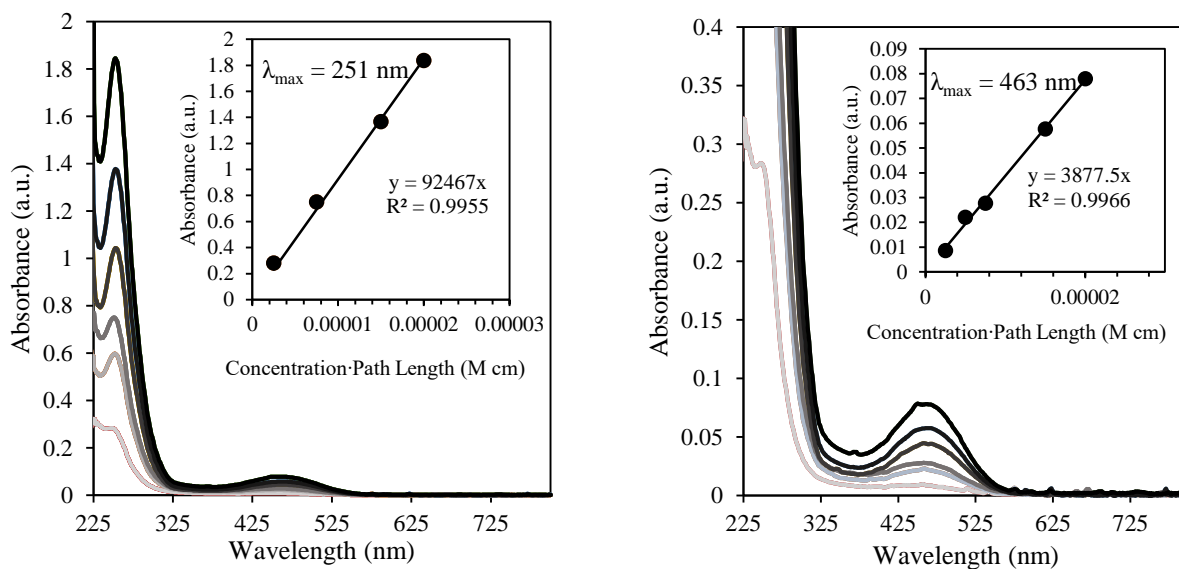 Absorbance (a.u.)
2
1.8
1.6
1.4
1.2
1
0.8
0.6
0.4
0.2
0
225 325 425 525 625 725
Wavelength (nm)
Absorbance (a.u.)
2
1.8
1.6
1.4
1.2
1
0.8
0.6
0.4
0.2
0
λmax = 251 nm
y = 92467x
R² = 0.9955
0 0.00001 0.00002 0.00003
Concentration·Path Length (M cm)
Absorbance (a.u.)
0.4
0.35
0.3
0.25
0.2
0.15
0.1
0.05
0
225 325 425 525 625 725
Wavelength (nm)
Absorbance (a.u.)
0.09
0.08
0.07
0.06
0.05
0.04
0.03
0.02
0.01
0
λmax = 463 nm
y = 3877.5x
R² = 0.9966
0 0.00002
Concentration·Path Length (M cm)